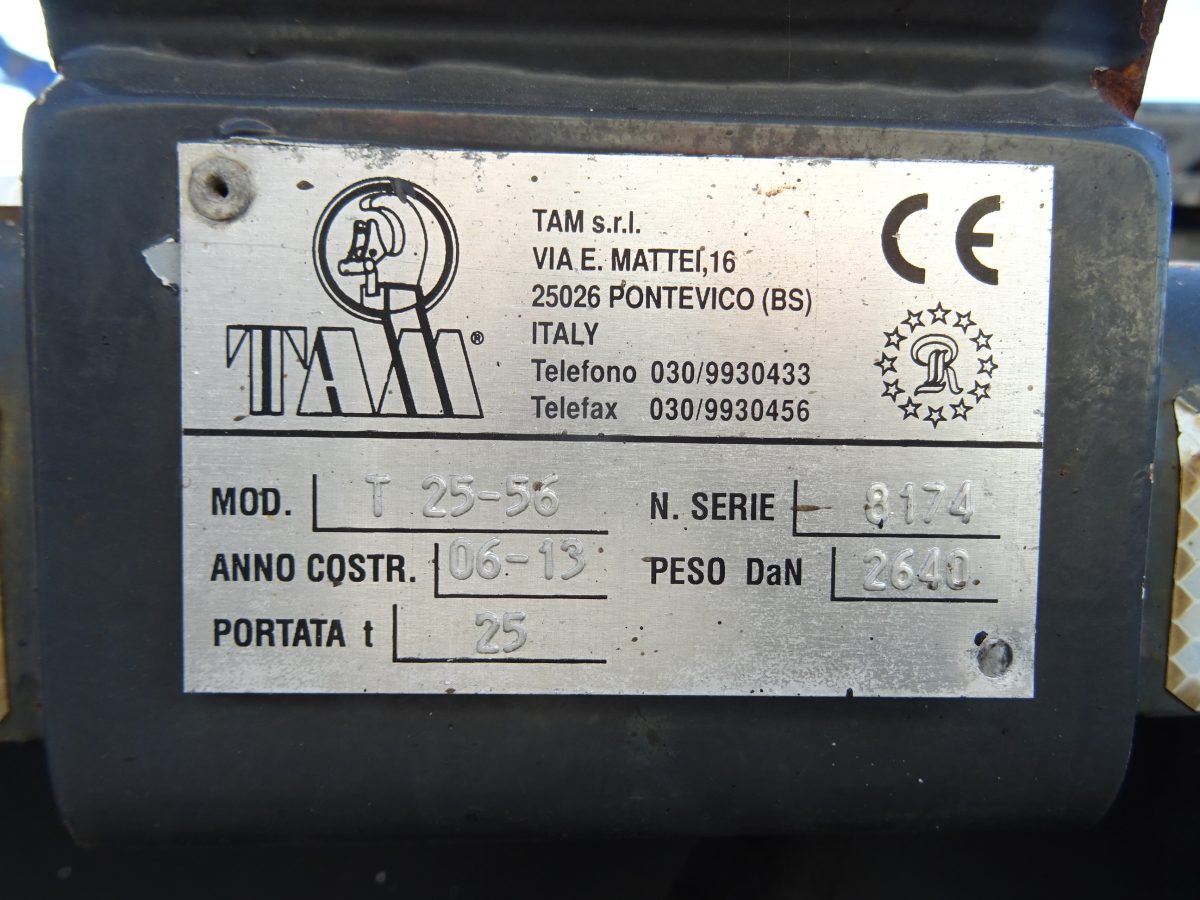 TAM®
TAM s.r.l.
VIA E. MATTEI,16
25026 PONTEVICO (BS)
ITALY
Telefono 030/9930433
Telefax 030/9930456
CE
MOD. T 25-56
N. SERIE 8174
ANNO COSTR. 06-13
PESO DaN 2640
PORTATA t 25